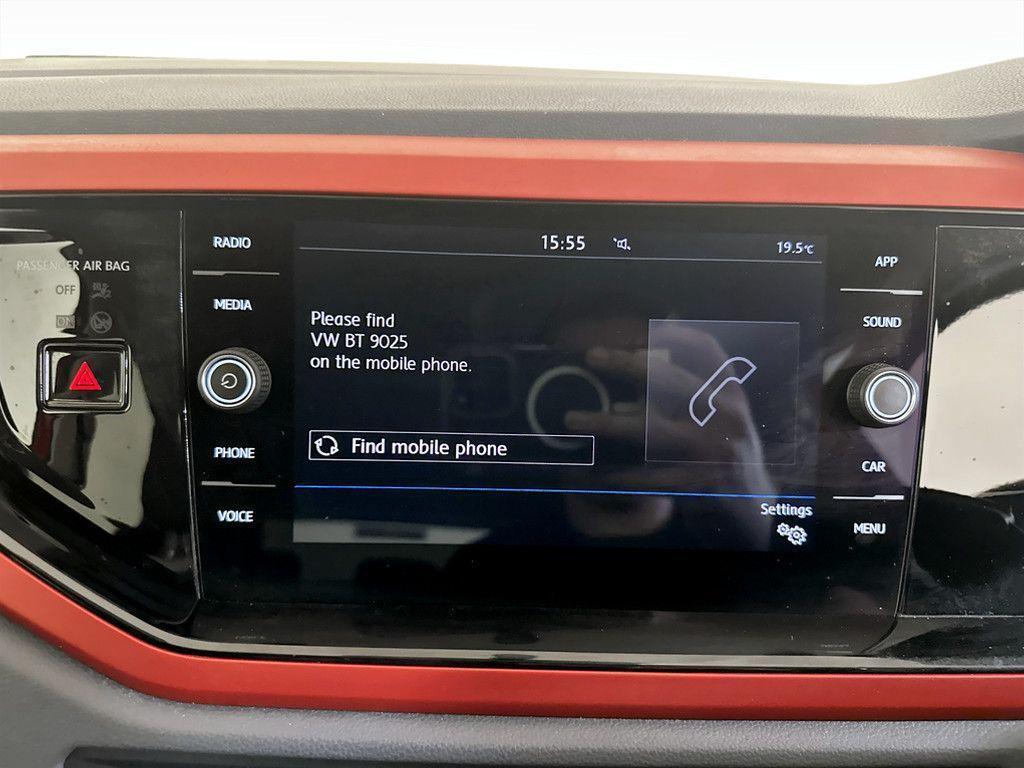 PASSENGER AIR BAG
OFF
ON
RADIO
MEDIA
PHONE
VOICE
15:55
19.5°C
Please find
VW BT 9025
on the mobile phone.
Find mobile phone
Settings
APP
SOUND
CAR
MENU